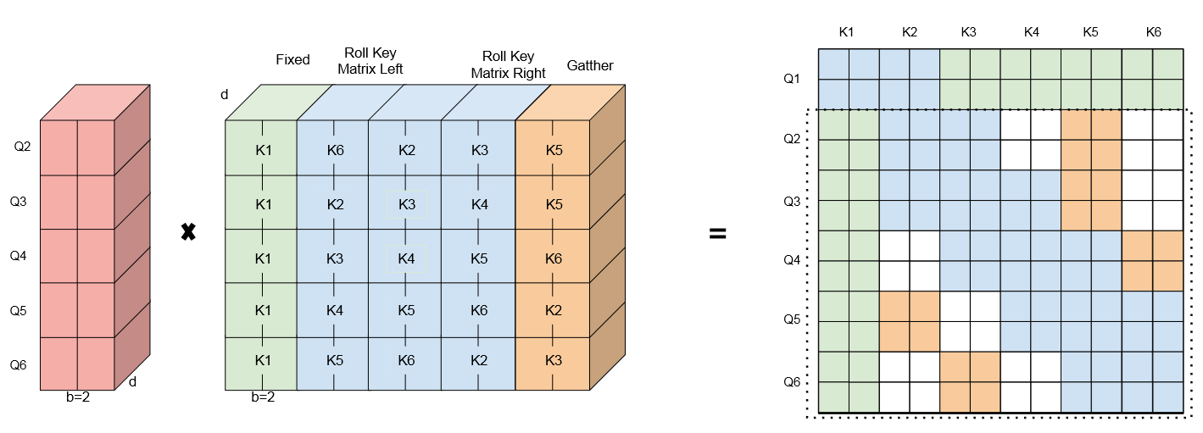 Fixed
Roll Key
Matrix Left
Roll Key
Matrix Right
Gatther
d
Q2
Q3
Q4
Q5
Q6
b=2
d
×
K1 K6 K2 K3 K5
K1 K2 K3 K4 K5
K1 K3 K4 K5 K6
K1 K4 K5 K6 K2
K1 K5 K6 K2 K3
b=2
=
K1 K2 K3 K4 K5 K6
Q1
Q2
Q3
Q4
Q5
Q6